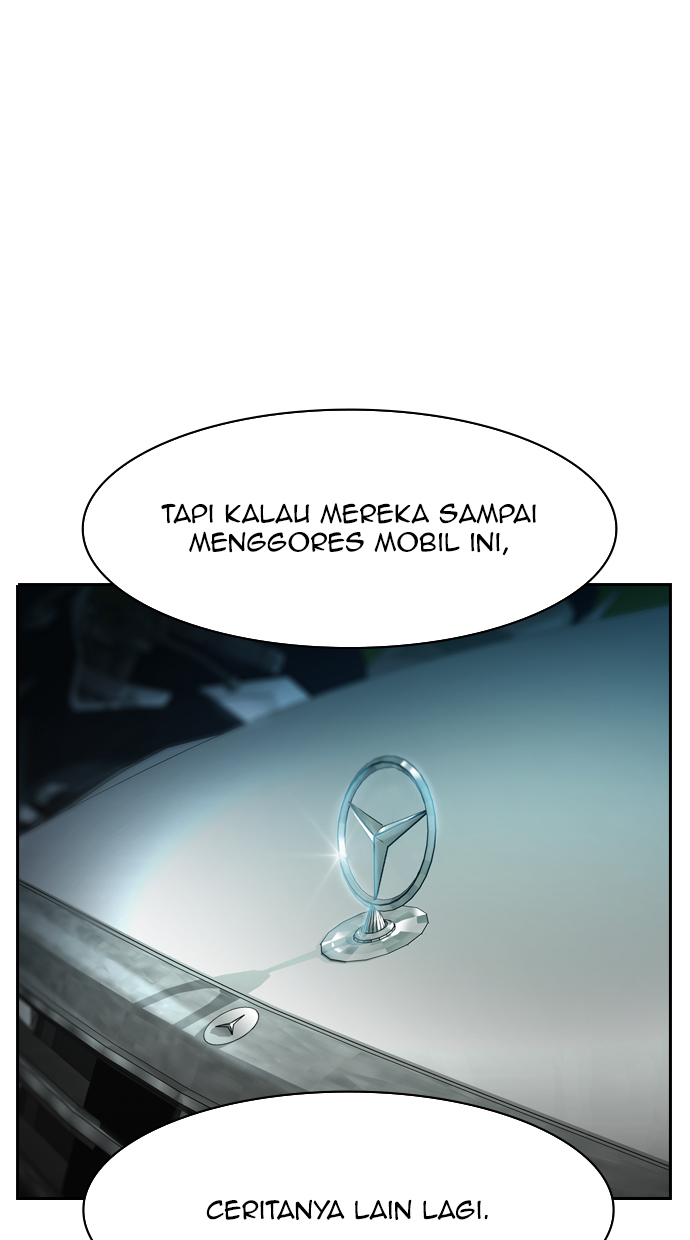 TAPI KALAU MEREKA SAMPAI
MENGGORES MOBIL INI,
CERITANYA LAIN LAGI.